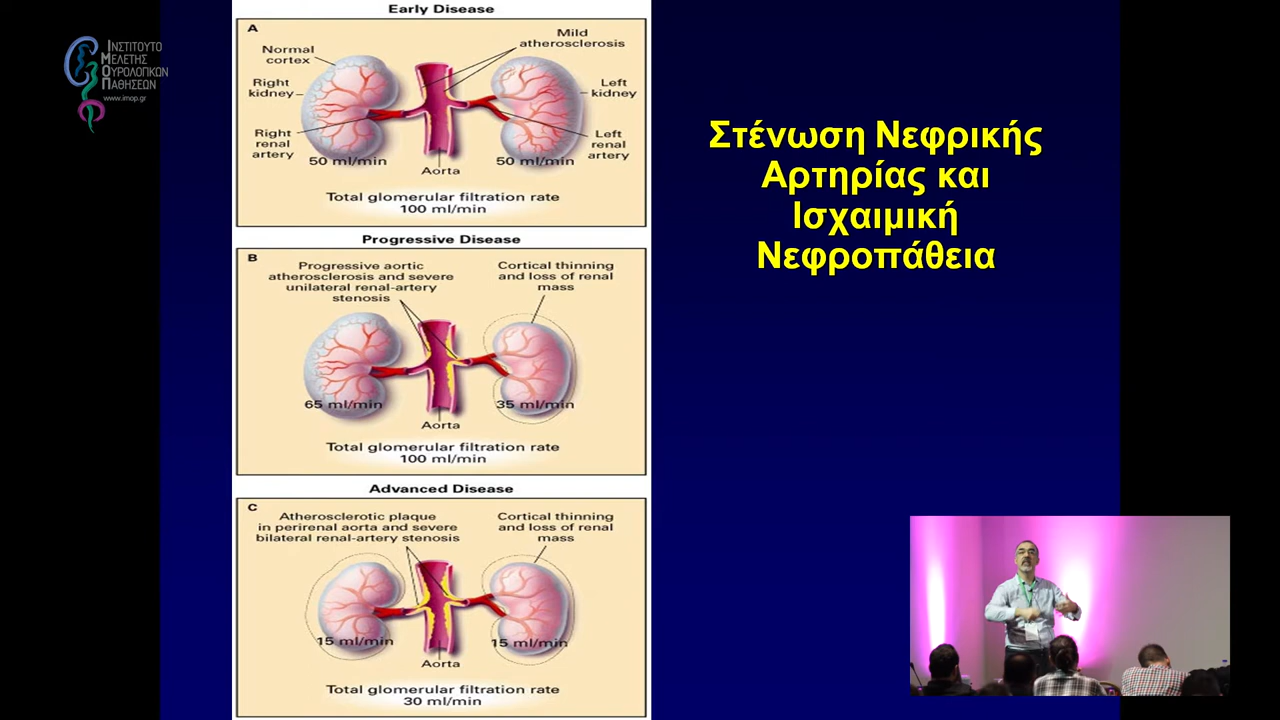 ΙΝΣΤΙΤΟΥΤΟ
ΜΕΛΕΤΗΣ
ΟΥΡΟΛΟΓΙΚΩΝ
ΠΑΘΗΣΕΩΝ
www.imop.gr
Early Disease
A
Normal
cortex
Mild
atherosclerosis
Right
kidney
Left
kidney
Right
renal
artery
Left
renal
artery
50 ml/min
50 ml/min
Aorta
Total glomerular filtration rate
100 ml/min
Progressive Disease
B
Progressive aortic
atherosclerosis and severe
unilateral renal-artery
stenosis
Cortical thinning
and loss of renal
mass
65 ml/min
35 ml/min
Aorta
Total glomerular filtration rate
100 ml/min
Advanced Disease
C
Atherosclerotic plaque
in perirenal aorta and severe
bilateral renal-artery stenosis
Cortical thinning
and loss of renal
mass
15 ml/min
15 ml/min
Aorta
Total glomerular filtration rate
30 ml/min
Στένωση Νεφρικής
Αρτηρίας και
Ισχαιμική
Νεφροπάθεια